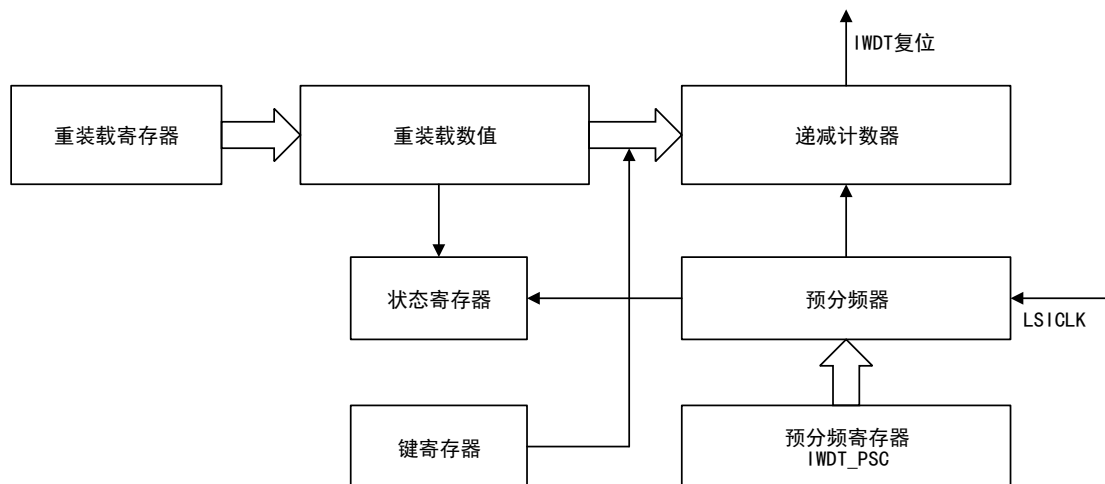 IWDT复位
重装载寄存器
重装载数值
递减计数器
状态寄存器
预分频器
LSICLK
键寄存器
预分频寄存器
IWDT_PSC